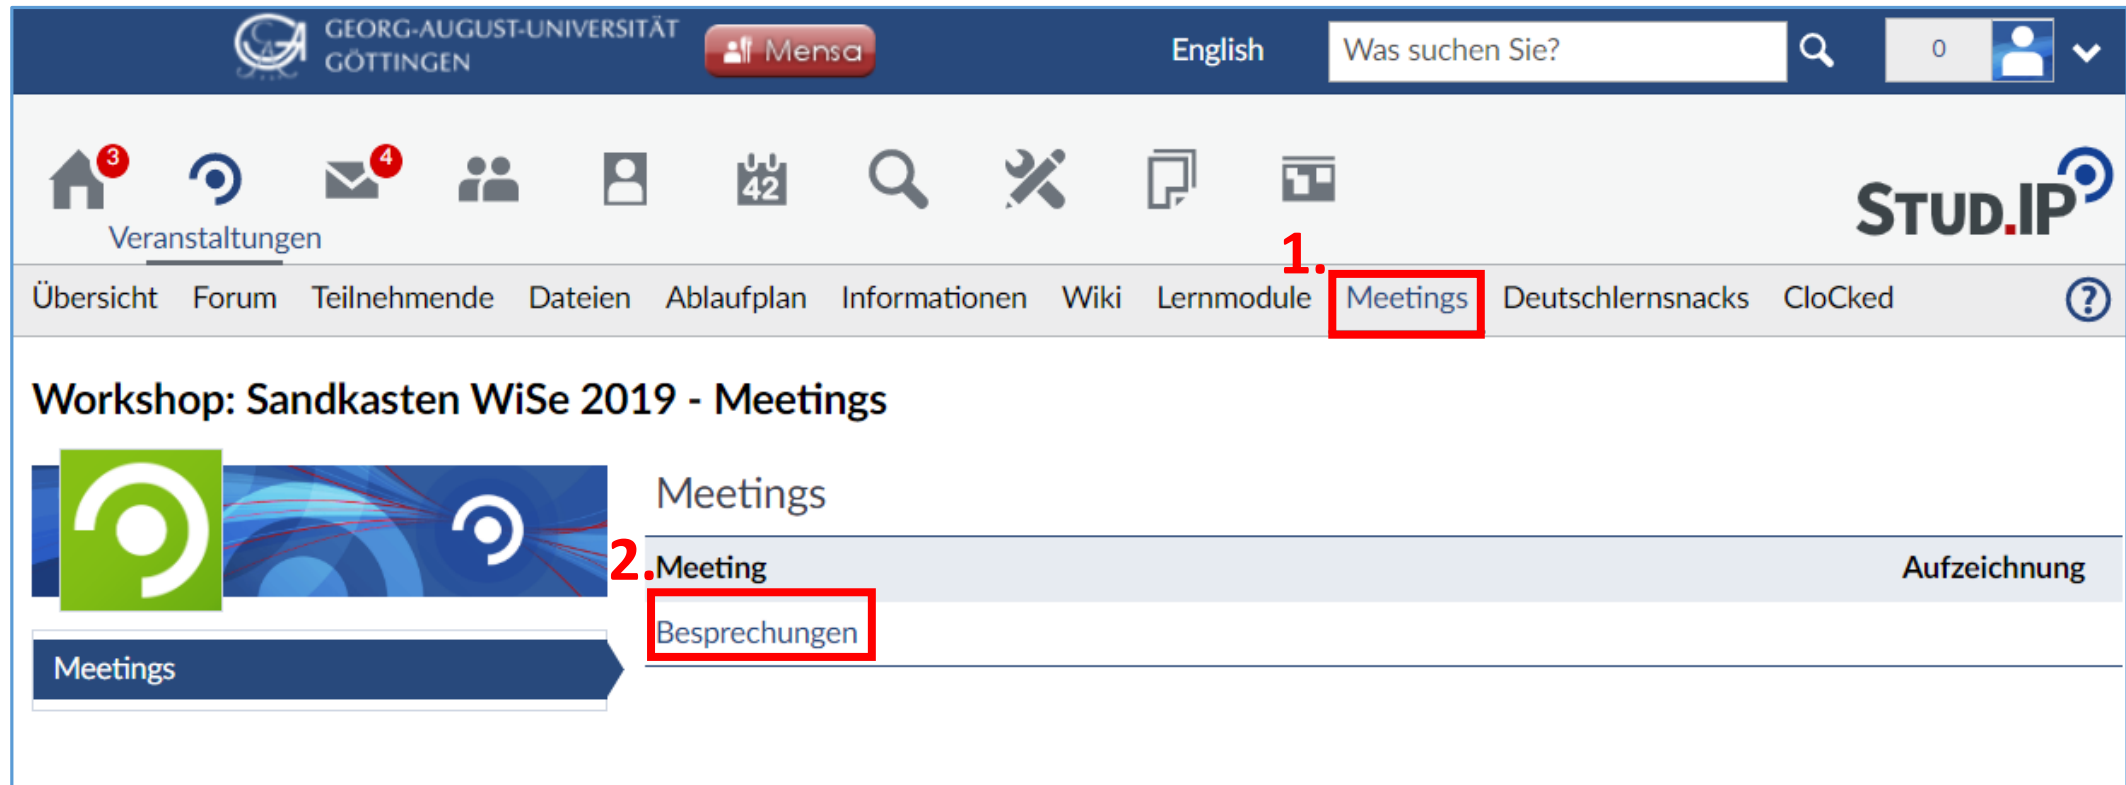 GEORG-AUGUST-UNIVERSITÄT
GÖTTINGEN
Mensa
English
Was suchen Sie?
0
3
4
42
Veranstaltungen
STUD.IP
1.
Übersicht Forum Teilnehmende Dateien Ablaufplan Informationen Wiki Lernmodule Meetings Deutschlernsnacks CloCked ?
Workshop: Sandkasten WiSe 2019 - Meetings
Meetings
2.
Meeting Aufzeichnung
Besprechungen
Meetings